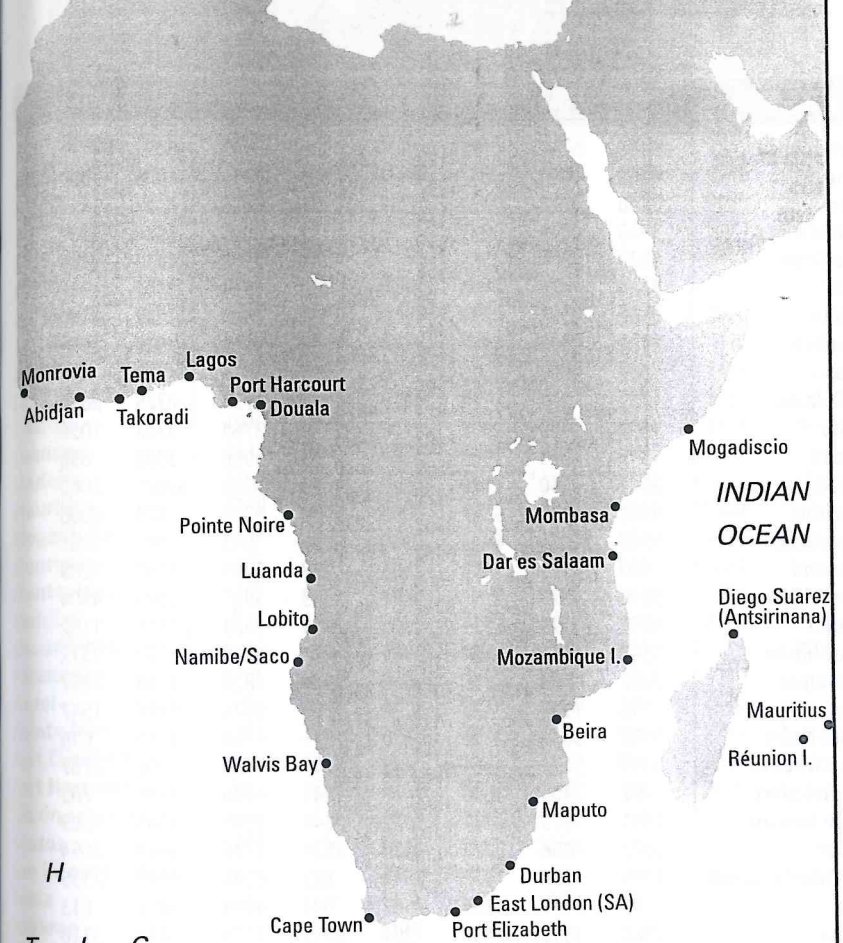 Monrovia
Tema
Lagos
Port Harcourt
Abidjan
Takoradi
Douala
Mogadiscio
INDIAN
OCEAN
Pointe Noire
Mombasa
Luanda
Dar es Salaam
Diego Suarez
(Antsirinana)
Lobito
Namibe/Saco
Mozambique I.
Mauritius
Beira
Réunion I.
Walvis Bay
Maputo
H
Durban
East London (SA)
Cape Town
Port Elizabeth